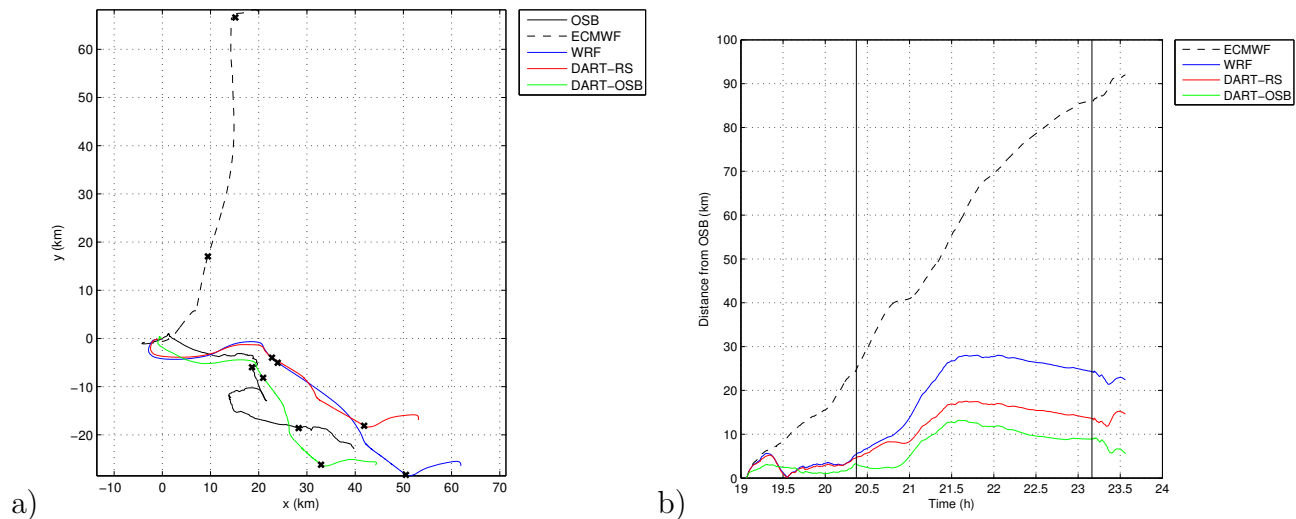 OSB
ECMWF
WRF
DART−RS
DART−OSB
60
50
40
30
20
10
0
−10
−20
−10 0 10 20 30 40 50 60 70
x (km)
y (km)
a)
ECMWF
WRF
DART−RS
DART−OSB
100
90
80
70
60
50
40
30
20
10
0
19 19.5 20 20.5 21 21.5 22 22.5 23 23.5 24
Time (h)
Distance from OSB (km)
b)